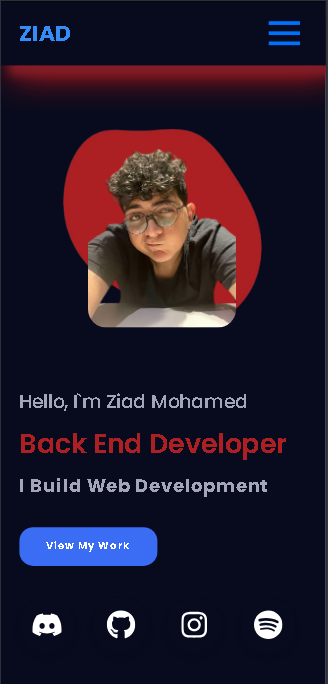 ZIAD
Hello, I`m Ziad Mohamed
Back End Developer
I Build Web Development
View My Work